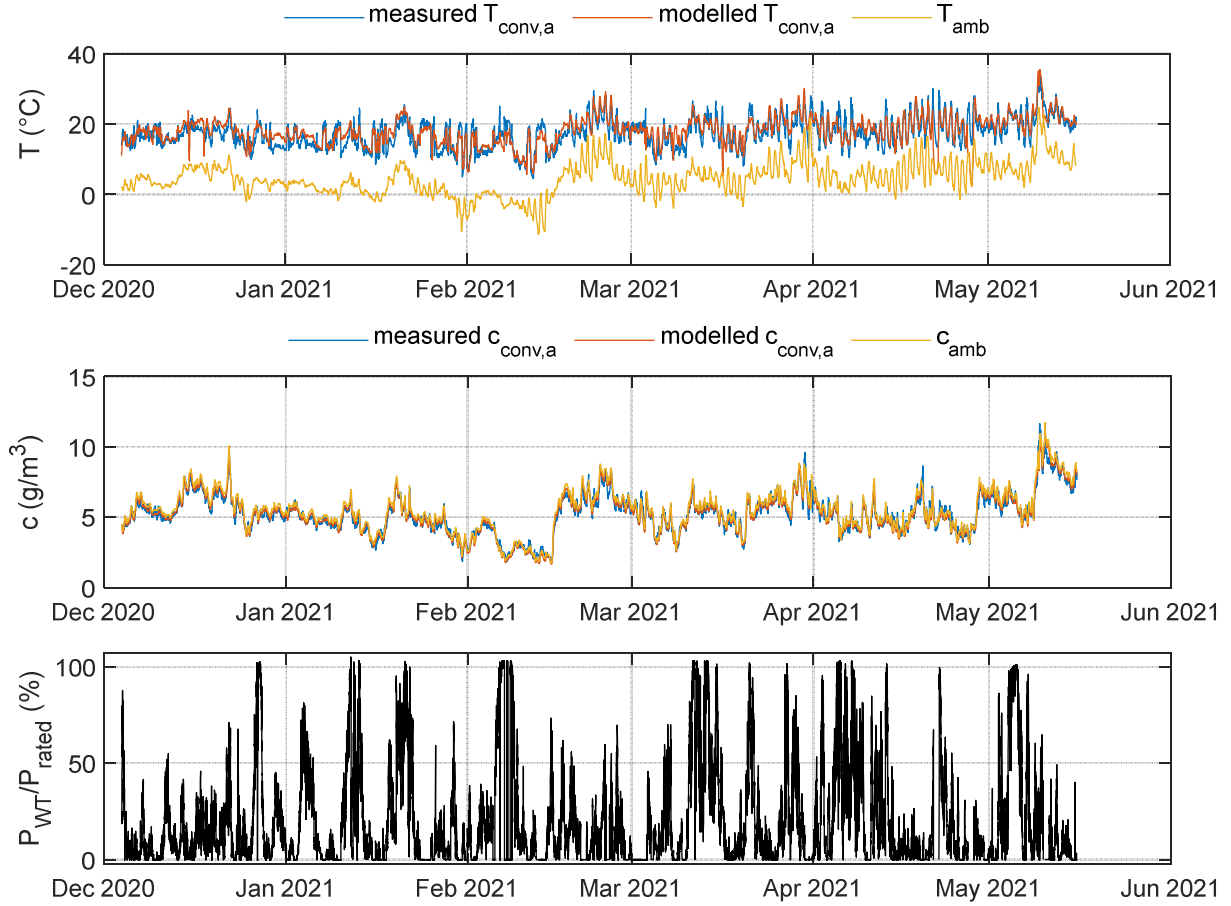 measured T_conv,a modelled T_conv,a T_amb
40
20
0
-20
T (°C)
Dec 2020 Jan 2021 Feb 2021 Mar 2021 Apr 2021 May 2021 Jun 2021
measured c_conv,a modelled c_conv,a c_amb
15
10
5
0
c (g/m³)
Dec 2020 Jan 2021 Feb 2021 Mar 2021 Apr 2021 May 2021 Jun 2021
100
50
0
P_WT/P_rated (%)
Dec 2020 Jan 2021 Feb 2021 Mar 2021 Apr 2021 May 2021 Jun 2021